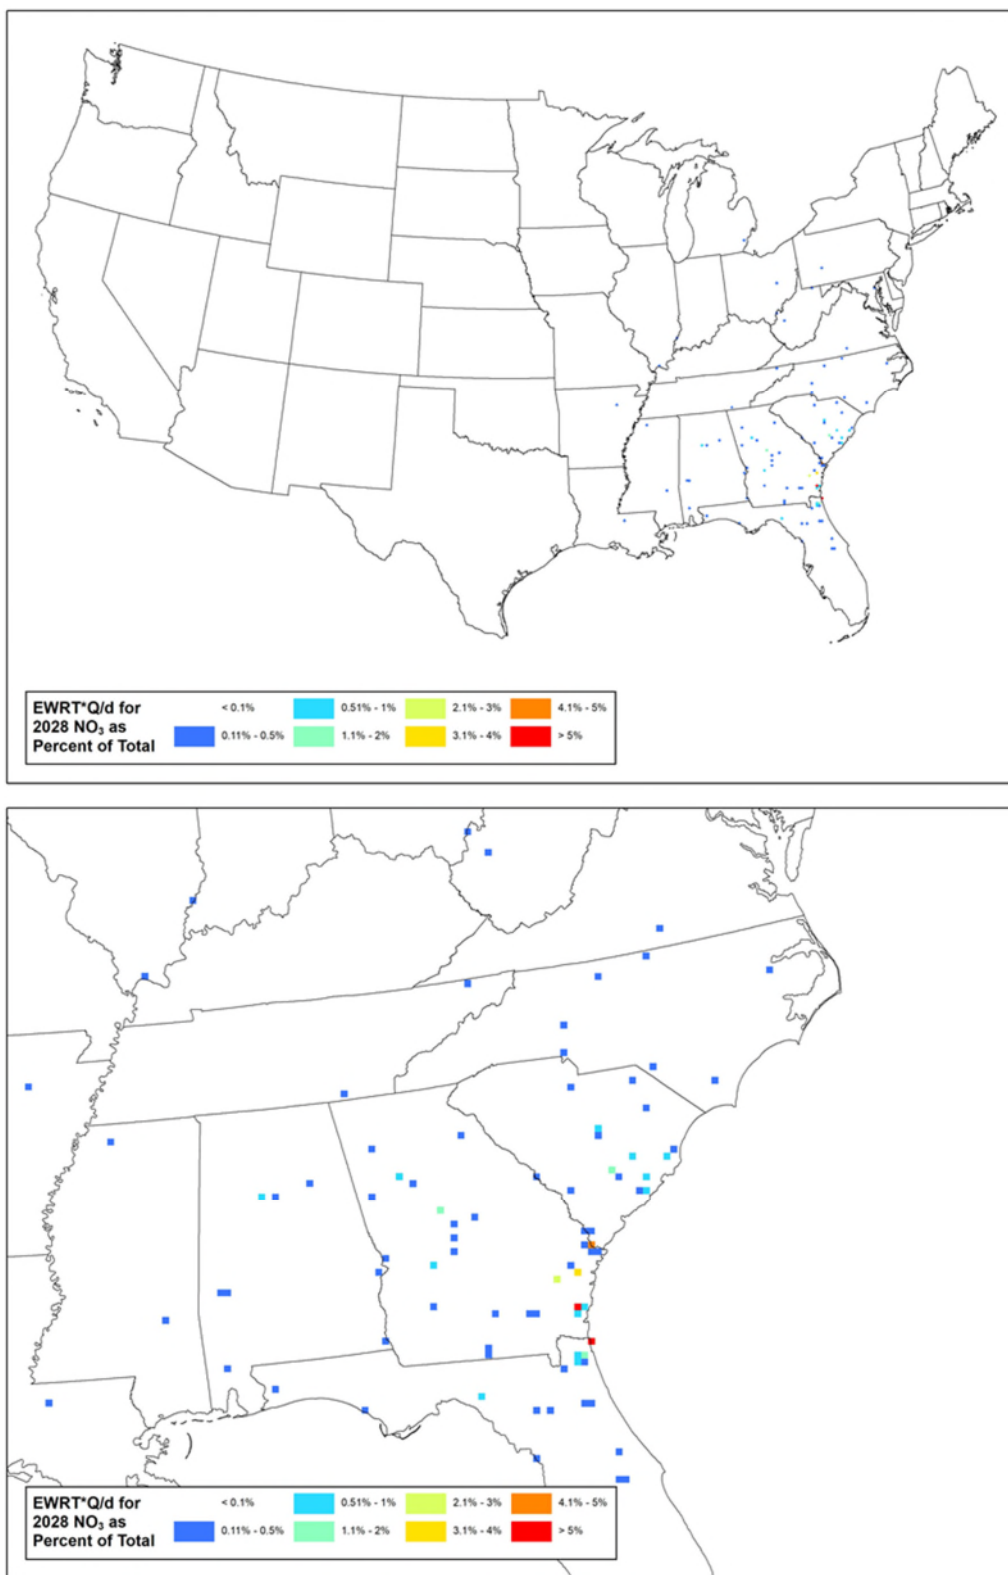 EWRT*Q/d for
2028 NO₃ as
Percent of Total
< 0.1% 0.51% - 1% 2.1% - 3% 4.1% - 5%
0.11% - 0.5% 1.1% - 2% 3.1% - 4% > 5%
EWRT*Q/d for
2028 NO₃ as
Percent of Total
< 0.1% 0.51% - 1% 2.1% - 3% 4.1% - 5%
0.11% - 0.5% 1.1% - 2% 3.1% - 4% > 5%